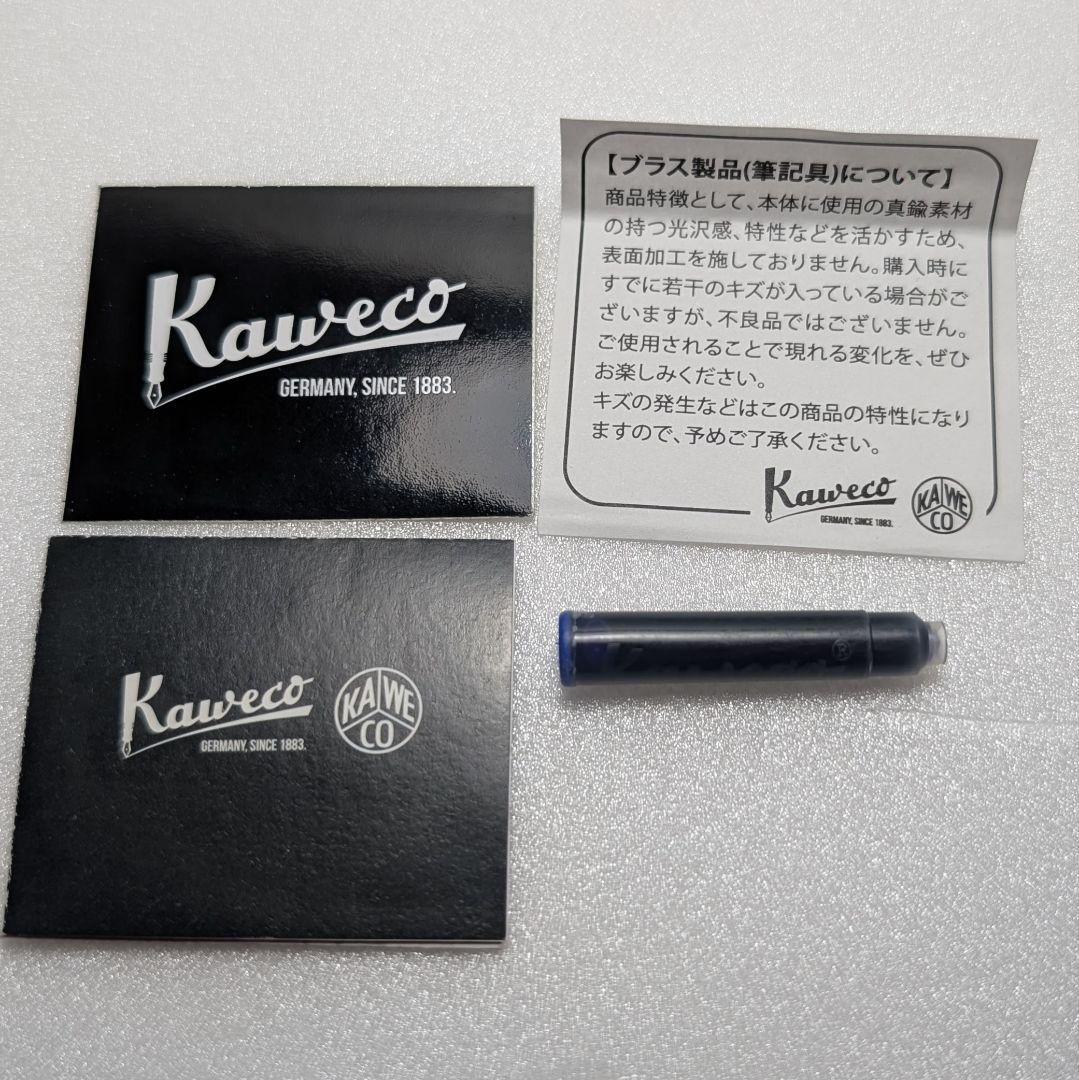 Kaweco
GERMANY, SINCE 1883.
【ブラス製品(筆記具)について】
商品特徴として、本体に使用の真鍮素材
の持つ光沢感、特性などを活かすため、
表面加工を施しておりません。購入時に
すでに若干のキズが入っている場合がご
ざいますが、不良品ではございません。
ご使用されることで現れる変化を、ぜひ
お楽しみください。
キズの発生などはこの商品の特性になり
ますので、予めご了承ください。
Kaweco
GERMANY, SINCE 1883.
KA WE
CO
Kaweco
GERMANY, SINCE 1883.
KA WE
CO
®